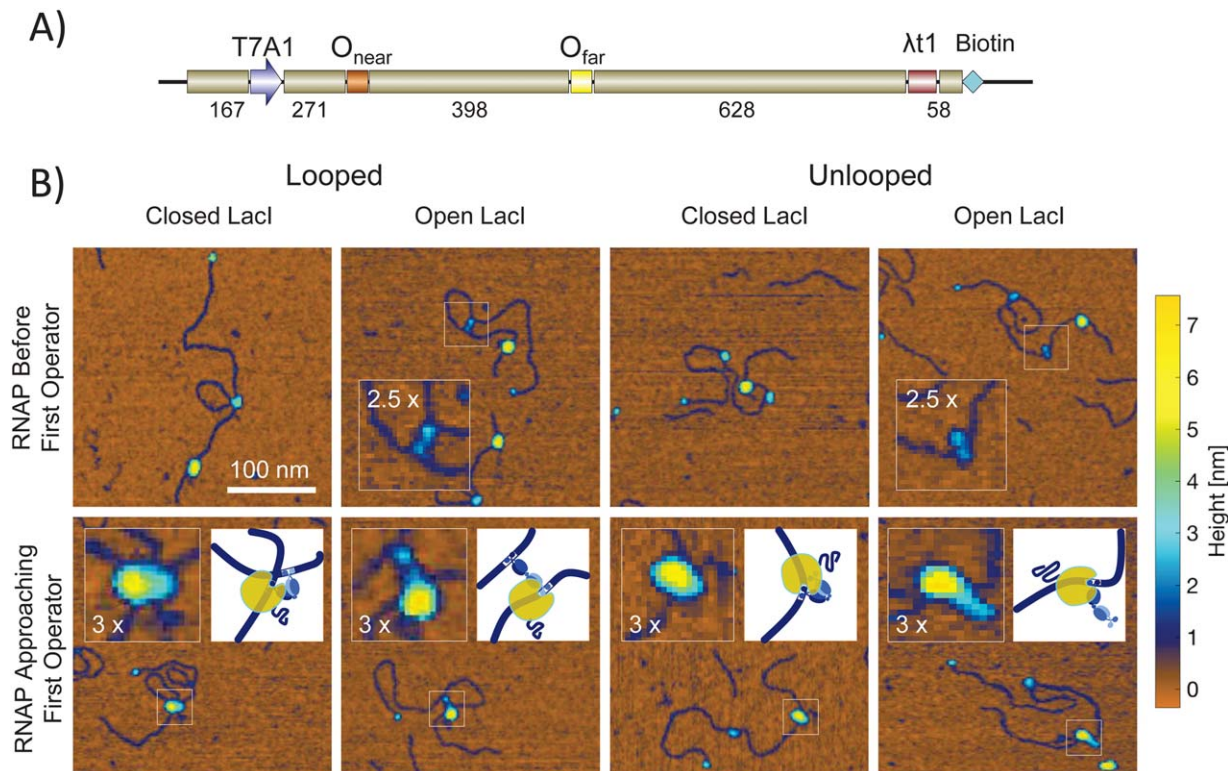 A)
T7A1
O_near
O_far
λt1
Biotin
167
271
398
628
58
B)
Looped
Unlooped
Closed LacI
Open LacI
Closed LacI
Open LacI
RNAP Before
First Operator
100 nm
2.5 x
2.5 x
RNAP Approaching
First Operator
3 x
3 x
3 x
3 x
7
6
5
4
3
2
1
0
Height [nm]